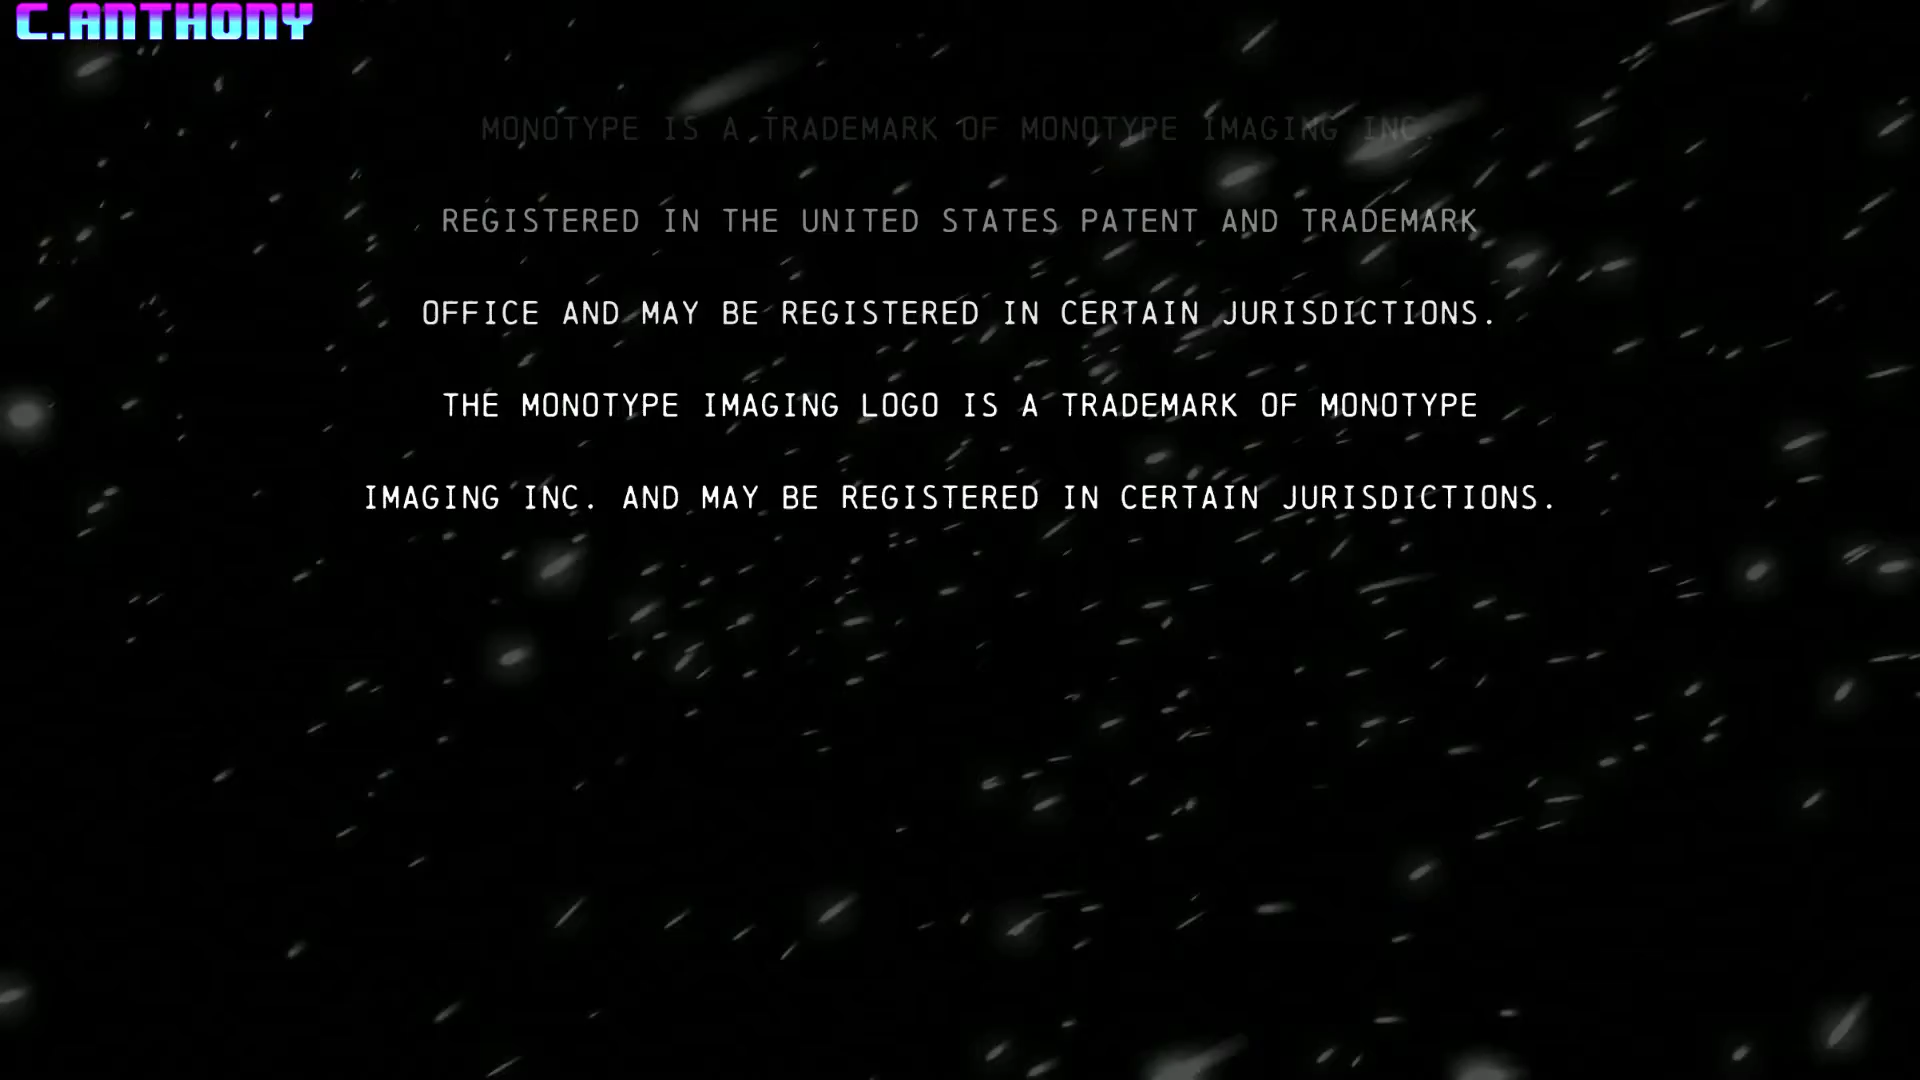 C.ANTHONY
MONOTYPE IS A TRADEMARK OF MONOTYPE IMAGING INC.
REGISTERED IN THE UNITED STATES PATENT AND TRADEMARK
OFFICE AND MAY BE REGISTERED IN CERTAIN JURISDICTIONS.
THE MONOTYPE IMAGING LOGO IS A TRADEMARK OF MONOTYPE
IMAGING INC. AND MAY BE REGISTERED IN CERTAIN JURISDICTIONS.